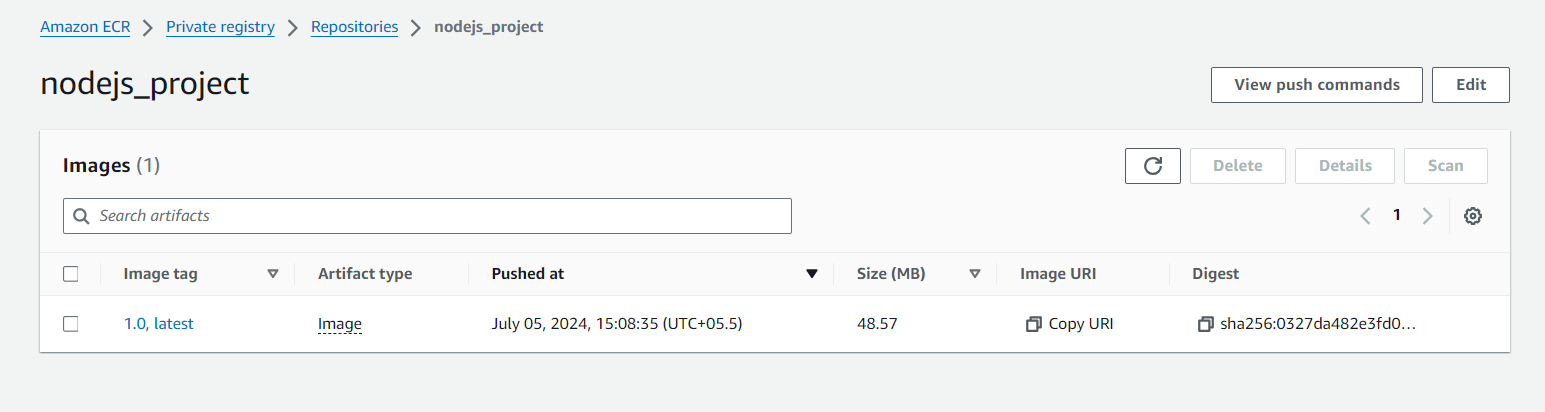 Amazon ECR > Private registry > Repositories > nodejs_project
nodejs_project View push commands Edit
Images (1) Delete Details Scan
Search artifacts 1
Image tag Artifact type Pushed at Size (MB) Image URI Digest
1.0, latest Image July 05, 2024, 15:08:35 (UTC+05.5) 48.57 Copy URI sha256:0327da482e3fd0...